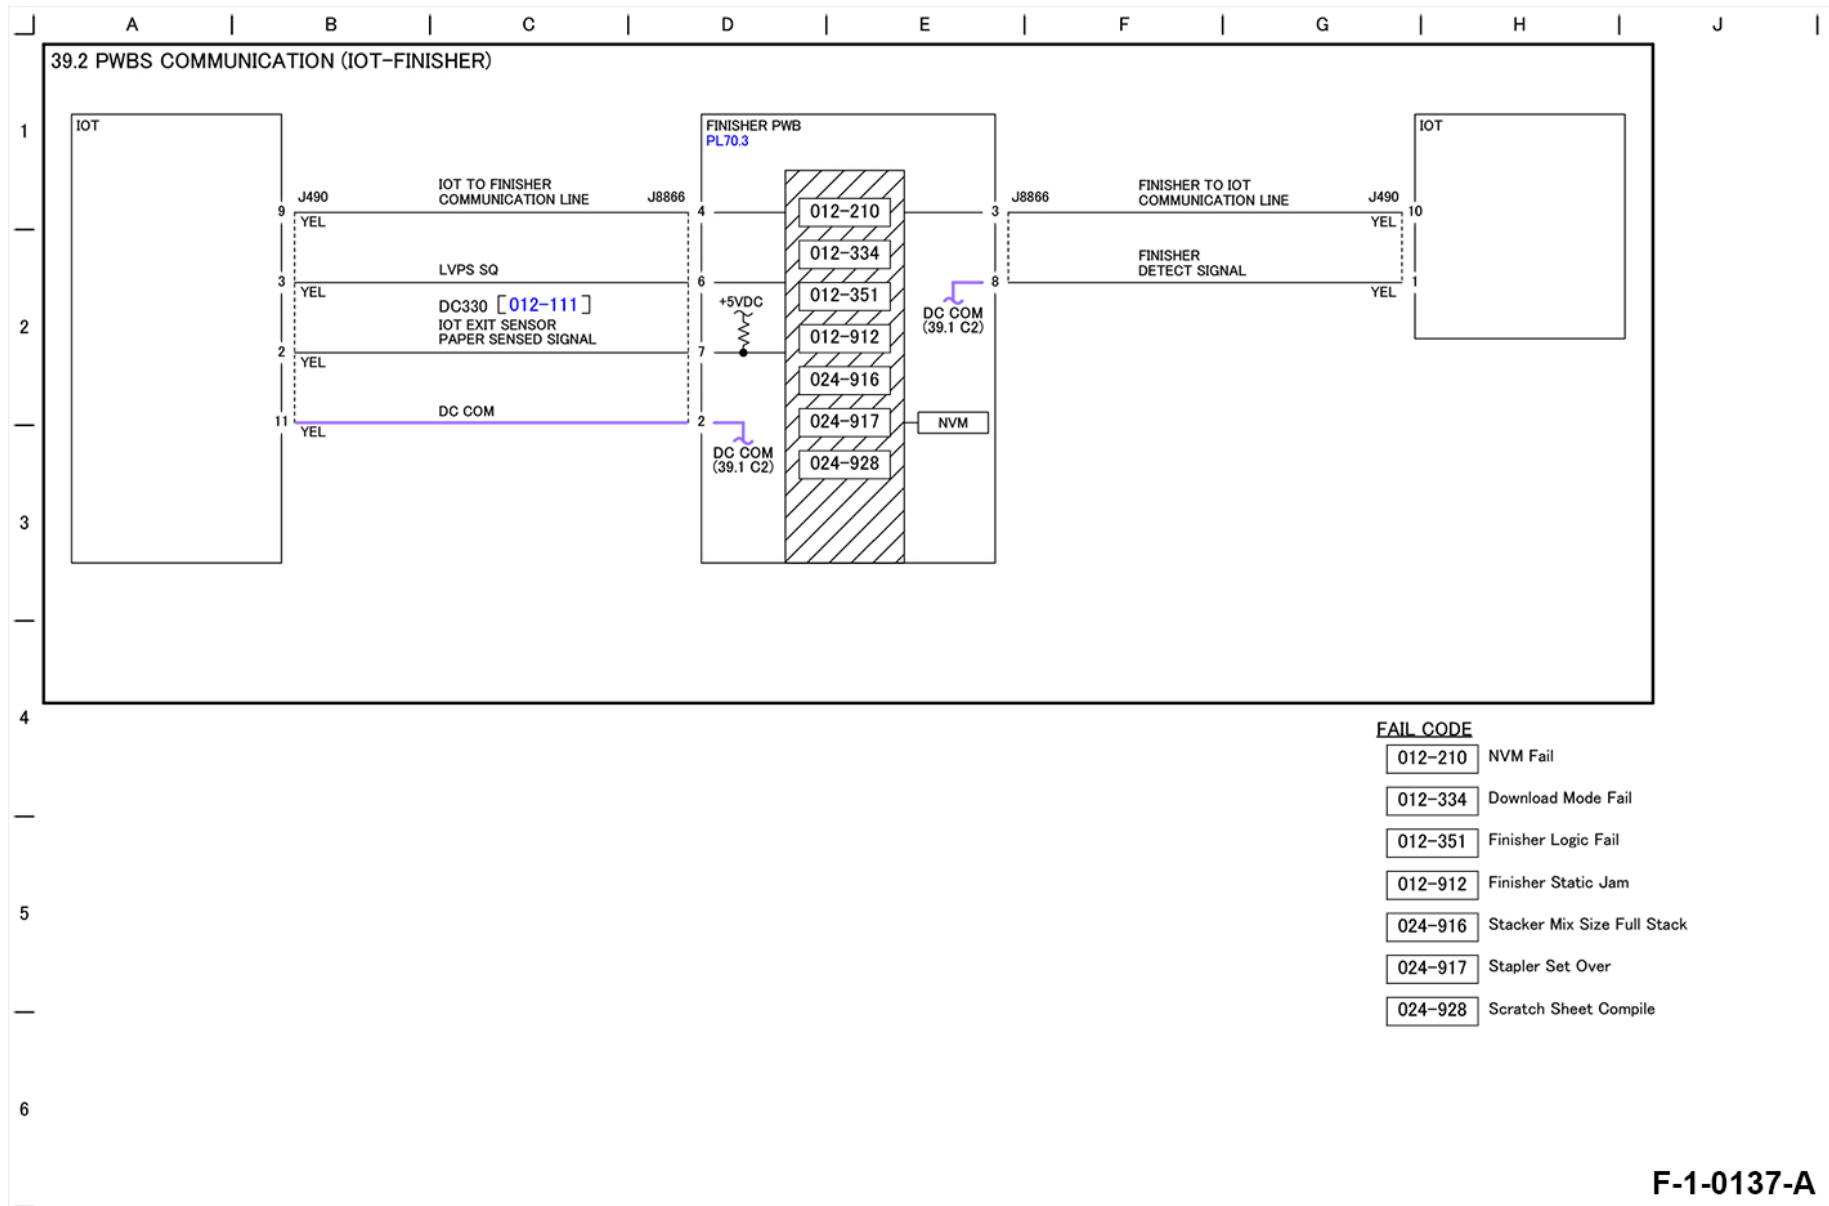 A B C D E F G H J
39.2 PWBS COMMUNICATION (IOT-FINISHER)
1
IOT
FINISHER PWB
PL70.3
IOT
J490
IOT TO FINISHER
COMMUNICATION LINE
J8866
9
YEL
4
012-210
3
J8866
FINISHER TO IOT
COMMUNICATION LINE
J490
10
YEL
012-334
LVPS SQ
3
YEL
6
012-351
8
FINISHER
DETECT SIGNAL
1
YEL
2
DC330 [012-111]
IOT EXIT SENSOR
PAPER SENSED SIGNAL
+5VDC
DC COM
(39.1 C2)
012-912
2
YEL
7
024-916
DC COM
11
YEL
2
DC COM
(39.1 C2)
024-917
NVM
024-928
3
4
FAIL CODE
012-210 NVM Fail
012-334 Download Mode Fail
012-351 Finisher Logic Fail
012-912 Finisher Static Jam
5
024-916 Stacker Mix Size Full Stack
024-917 Stapler Set Over
024-928 Scratch Sheet Compile
6
F-1-0137-A